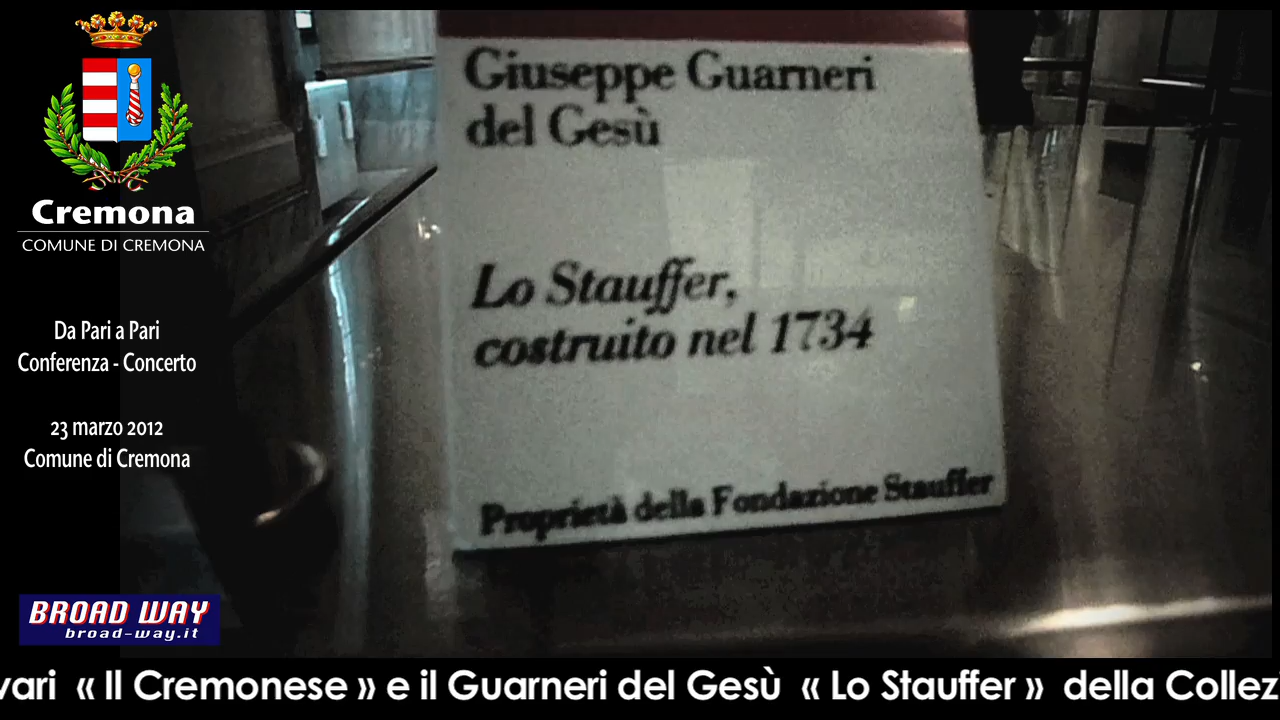 Cremona
COMUNE DI CREMONA
Da Pari a Pari
Conferenza - Concerto
23 marzo 2012
Comune di Cremona
BROAD WAY
broad-way.it
Giuseppe Guarneri
del Gesù
Lo Stauffer,
costruito nel 1734
Proprietà della Fondazione Stauffer
vari « Il Cremonese » e il Guarneri del Gesù « Lo Stauffer » della Collez